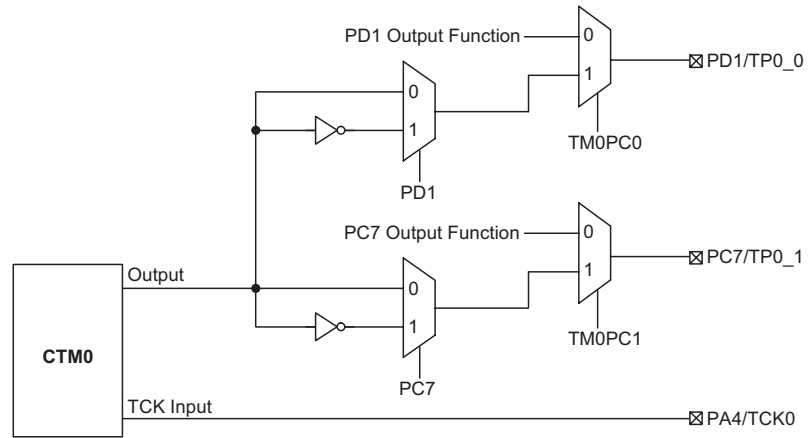 PD1 Output Function
0
1
PD1/TP0_0
TM0PC0
0
1
PD1
PC7 Output Function
0
1
PC7/TP0_1
TM0PC1
Output
0
1
PC7
CTM0
TCK Input
PA4/TCK0